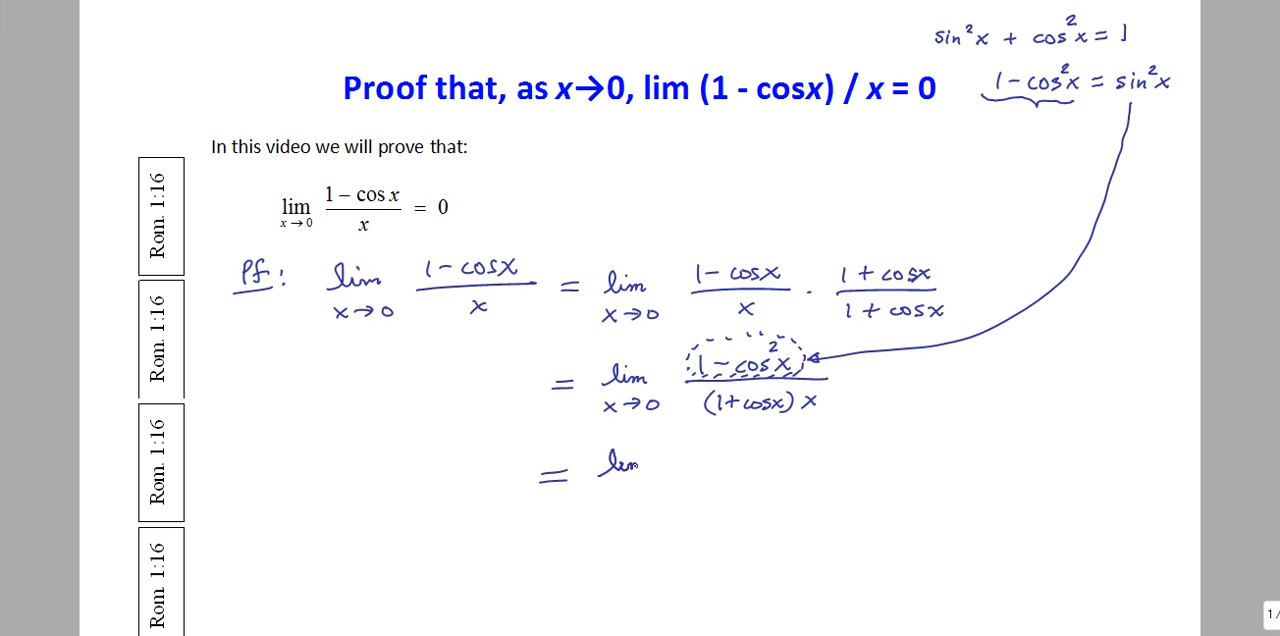 sin²x + cos²x = 1
Proof that, as x→0, lim (1 - cosx) / x = 0
1 - cos²x = sin²x
In this video we will prove that:
lim x→0 1 − cos x / x = 0
Pf: lim x→0 1 - cosx / x = lim x→0 1 - cosx / x · 1 + cosx / 1 + cosx
= lim x→0 1 - cos²x / (1+cosx) x
= lim
Rom. 1:16
Rom. 1:16
Rom. 1:16
Rom. 1:16
1/